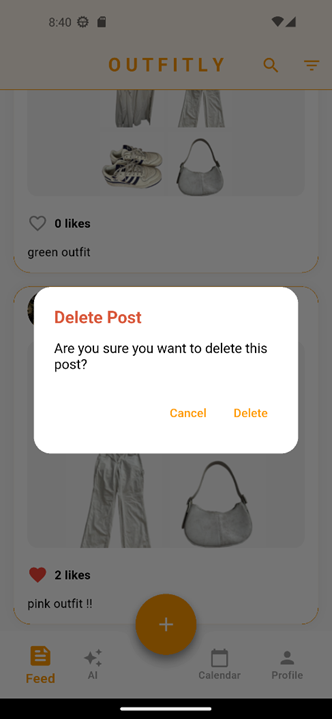 8:40
OUTFITLY
0 likes
green outfit
Delete Post
Are you sure you want to delete this
post?
Cancel
Delete
2 likes
pink outfit !!
Feed
AI
Calendar
Profile